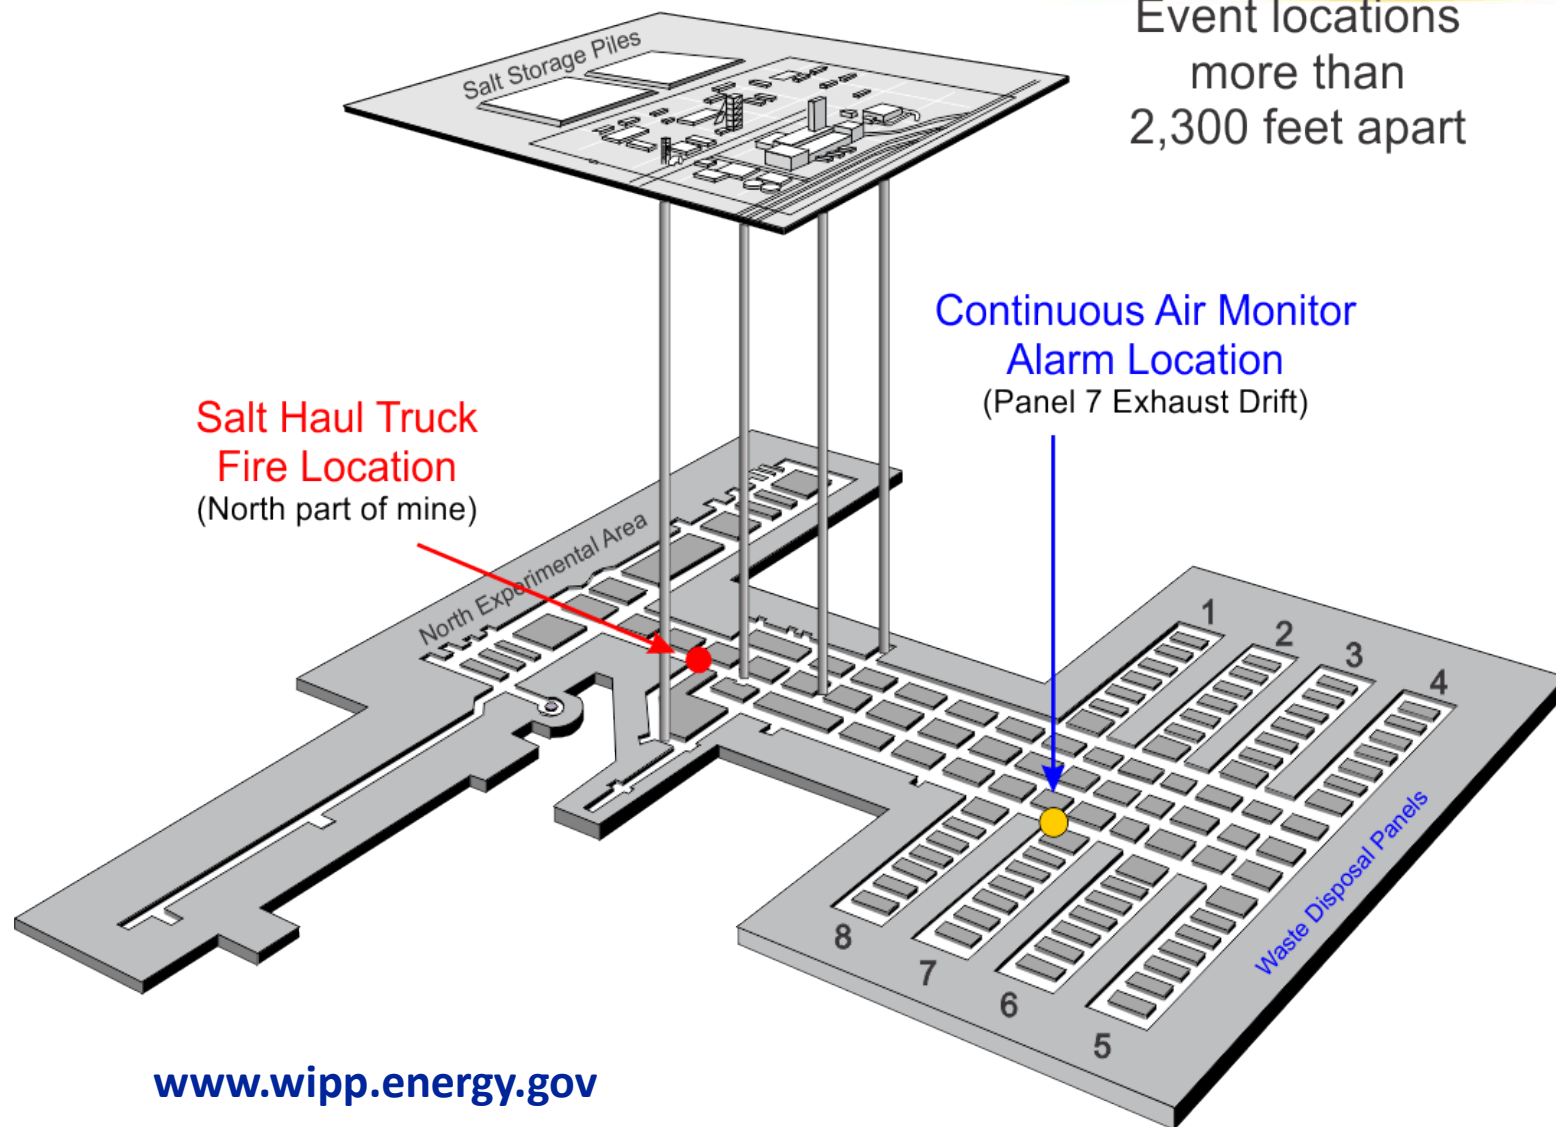 Event locations
more than
2,300 feet apart
Salt Storage Piles
Continuous Air Monitor
Alarm Location
(Panel 7 Exhaust Drift)
Salt Haul Truck
Fire Location
(North part of mine)
North Experimental Area
1
2
3
4
8
7
6
5
Waste Disposal Panels
www.wipp.energy.gov